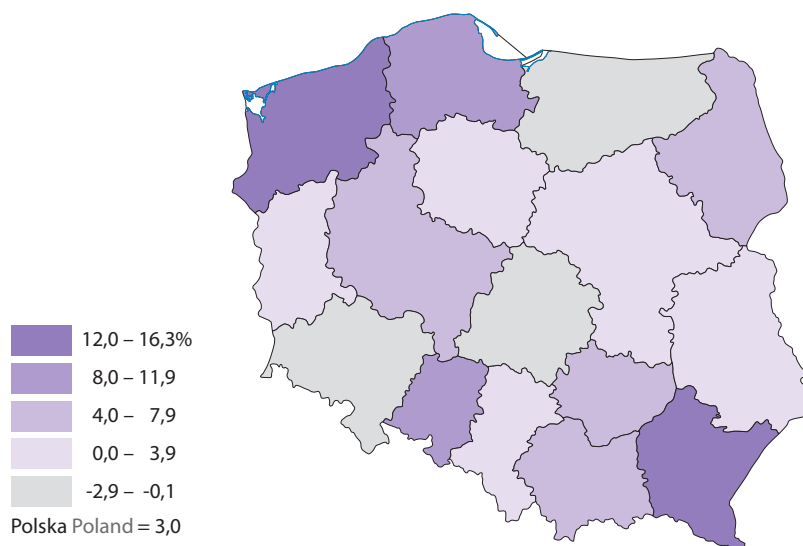 12,0 – 16,3%
8,0 – 11,9
4,0 – 7,9
0,0 – 3,9
-2,9 – -0,1
Polska Poland = 3,0